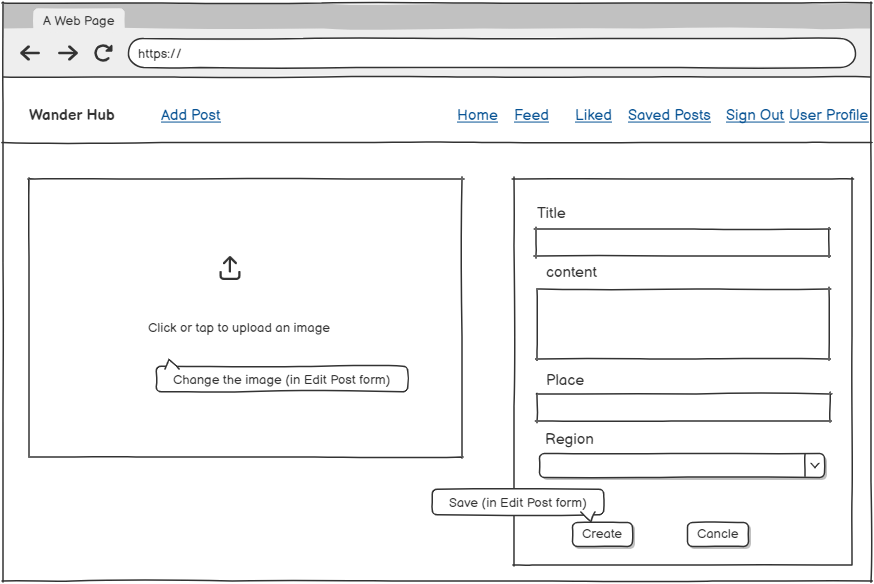 A Web Page
https://
Wander Hub Add Post Home Feed Liked Saved Posts Sign Out User Profile
Click or tap to upload an image
Change the image (in Edit Post form)
Title
content
Place
Region
Save (in Edit Post form)
Create Cancle